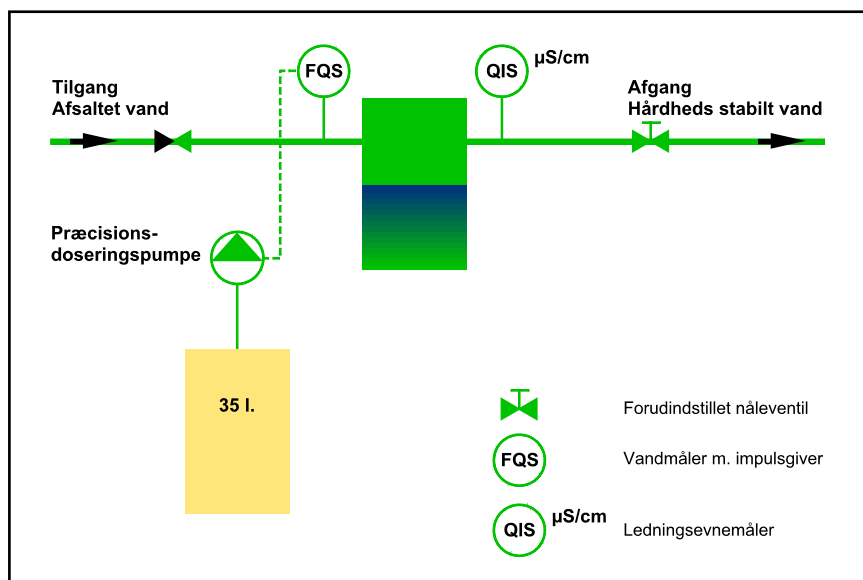 Tilgang
Afsaltet vand
FQS
QIS
µS/cm
Afgang
Hårdheds stabilt vand
Præcisions-
doseringspumpe
35 l.
Forudindstillet nåleventil
FQS
Vandmåler m. impulsgiver
QIS
µS/cm
Ledningsevnemåler